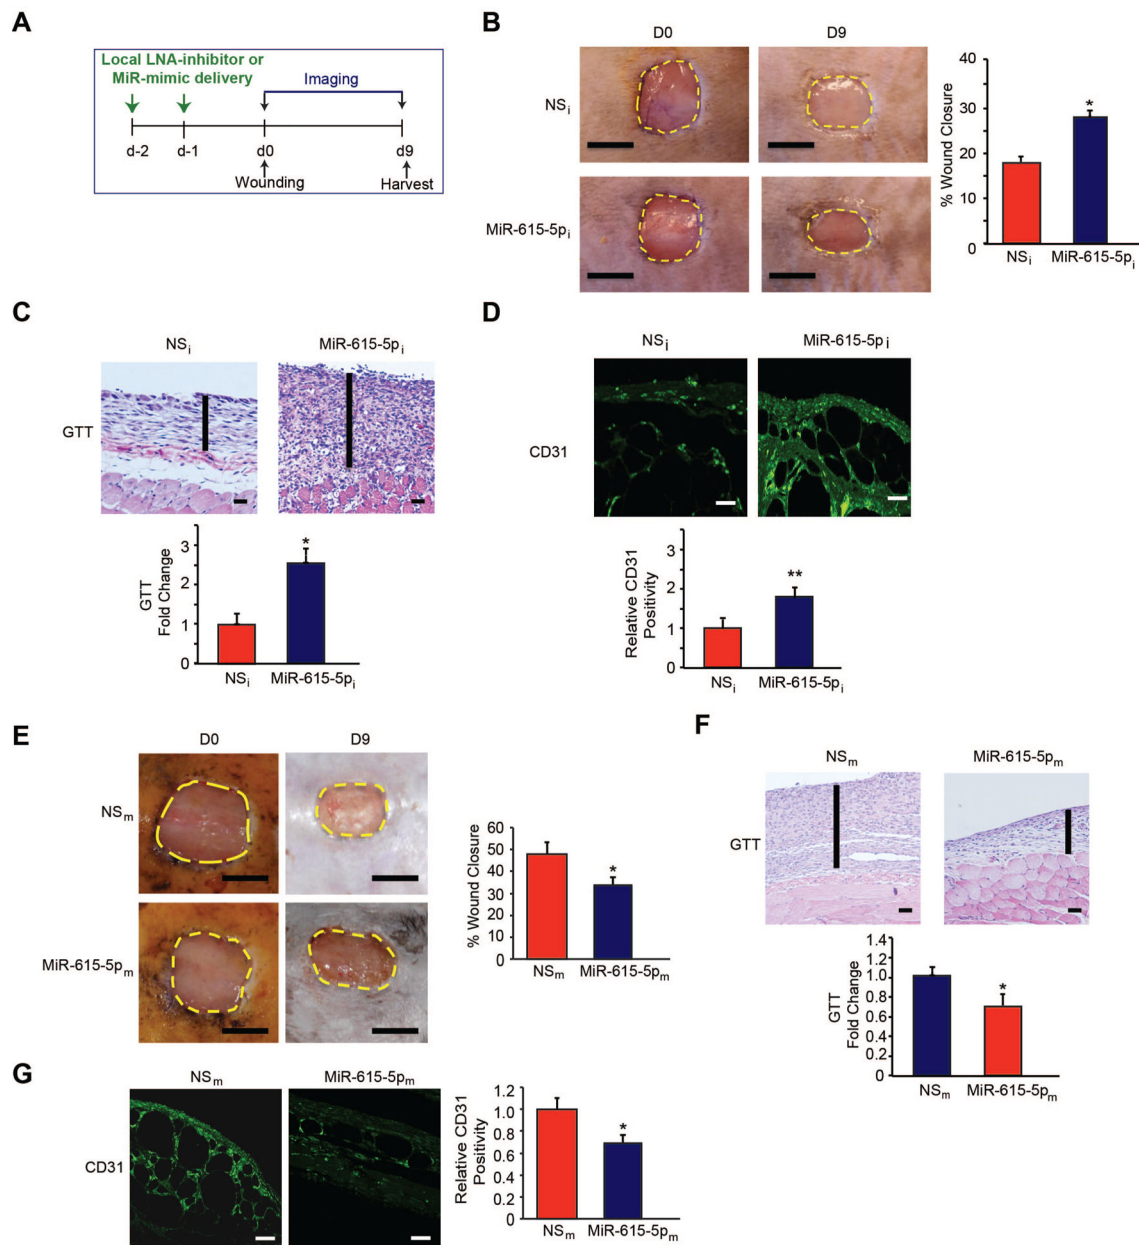 A
Local LNA-inhibitor or
MiR-mimic delivery
Imaging
d-2
d-1
d0
d9
Wounding
Harvest
B
D0
D9
NSi
MiR-615-5pi
% Wound Closure
40
30
20
10
0
*
NSi
MiR-615-5pi
C
NSi
MiR-615-5pi
GTT
GTT
Fold Change
3
2
1
0
*
NSi
MiR-615-5pi
D
NSi
MiR-615-5pi
CD31
Relative CD31
Positivity
3
2
1
0
**
NSi
MiR-615-5pi
E
D0
D9
NSm
MiR-615-5pm
% Wound Closure
60
50
40
30
20
10
0
*
NSm
MiR-615-5pm
F
NSm
MiR-615-5pm
GTT
GTT
Fold Change
1.4
1.2
1.0
0.8
0.6
0.4
0.2
0
*
NSm
MiR-615-5pm
G
NSm
MiR-615-5pm
CD31
Relative CD31
Positivity
1.2
1.0
0.8
0.6
0.4
0.2
0
*
NSm
MiR-615-5pm